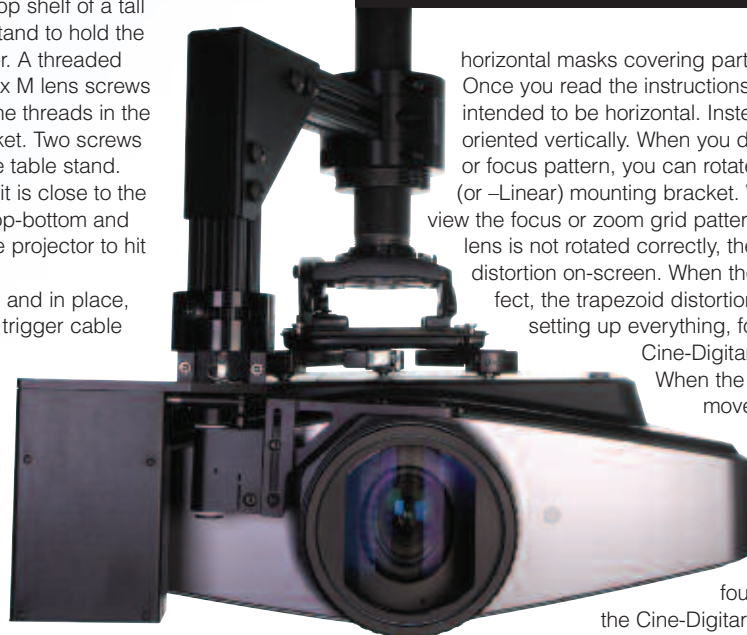 op shelf of a tall
tand to hold the
r. A threaded
x M lens screws
ne threads in the
ket. Two screws
e table stand.
it is close to the
op-bottom and
e projector to hit
and in place,
trigger cable
horizontal masks covering part
Once you read the instructions
intended to be horizontal. Inste
oriented vertically. When you d
or focus pattern, you can rotate
(or –Linear) mounting bracket.
view the focus or zoom grid patter
lens is not rotated correctly, the
distortion on-screen. When the
fect, the trapezoid distortion
setting up everything, fo
Cine-Digitar
When the
move
fou
the Cine-Digitar